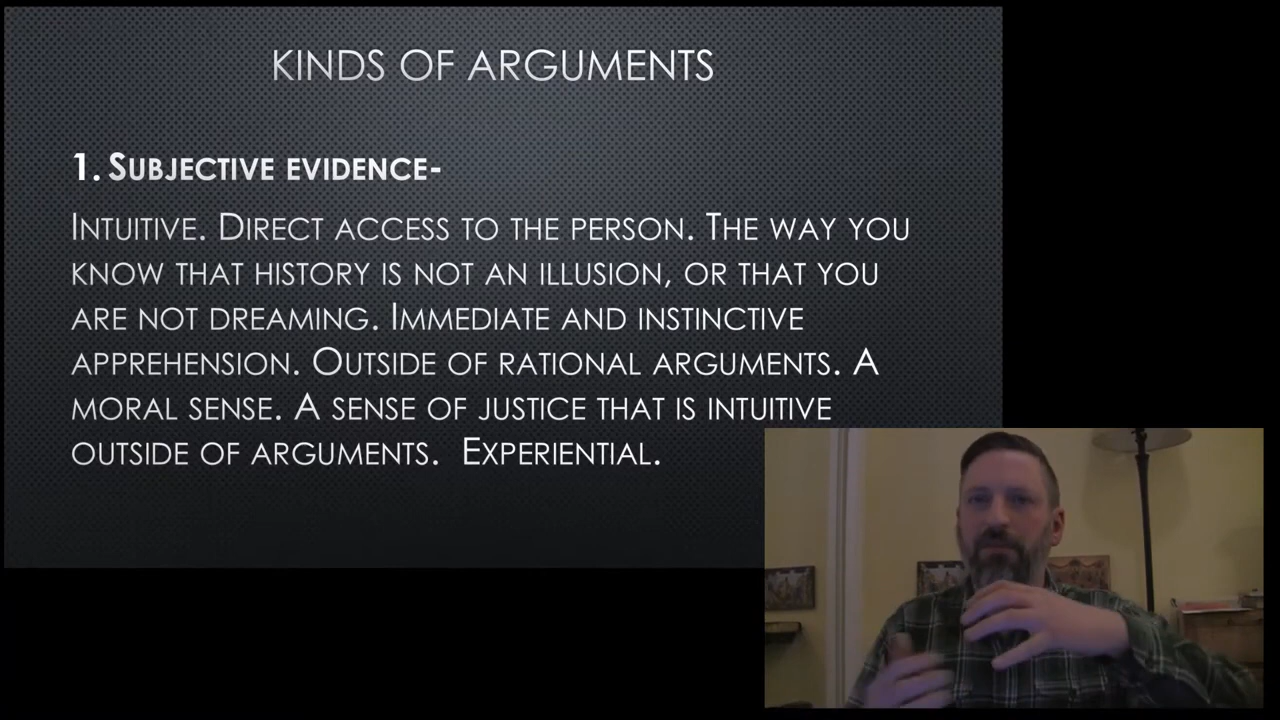 KINDS OF ARGUMENTS
1. SUBJECTIVE EVIDENCE-
INTUITIVE. DIRECT ACCESS TO THE PERSON. THE WAY YOU
KNOW THAT HISTORY IS NOT AN ILLUSION, OR THAT YOU
ARE NOT DREAMING. IMMEDIATE AND INSTINCTIVE
APPREHENSION. OUTSIDE OF RATIONAL ARGUMENTS. A
MORAL SENSE. A SENSE OF JUSTICE THAT IS INTUITIVE
OUTSIDE OF ARGUMENTS. EXPERIENTIAL.